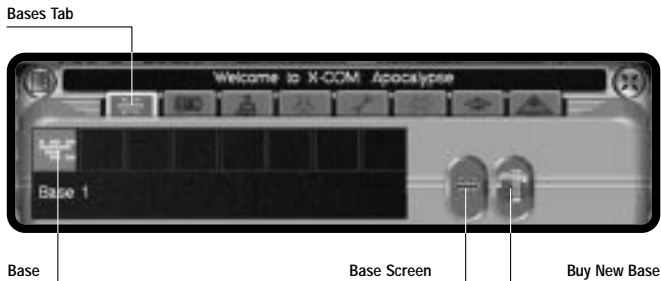 Bases Tab
Welcome to X-COM Apocalypse
Base 1
Base
Base Screen
Buy New Base